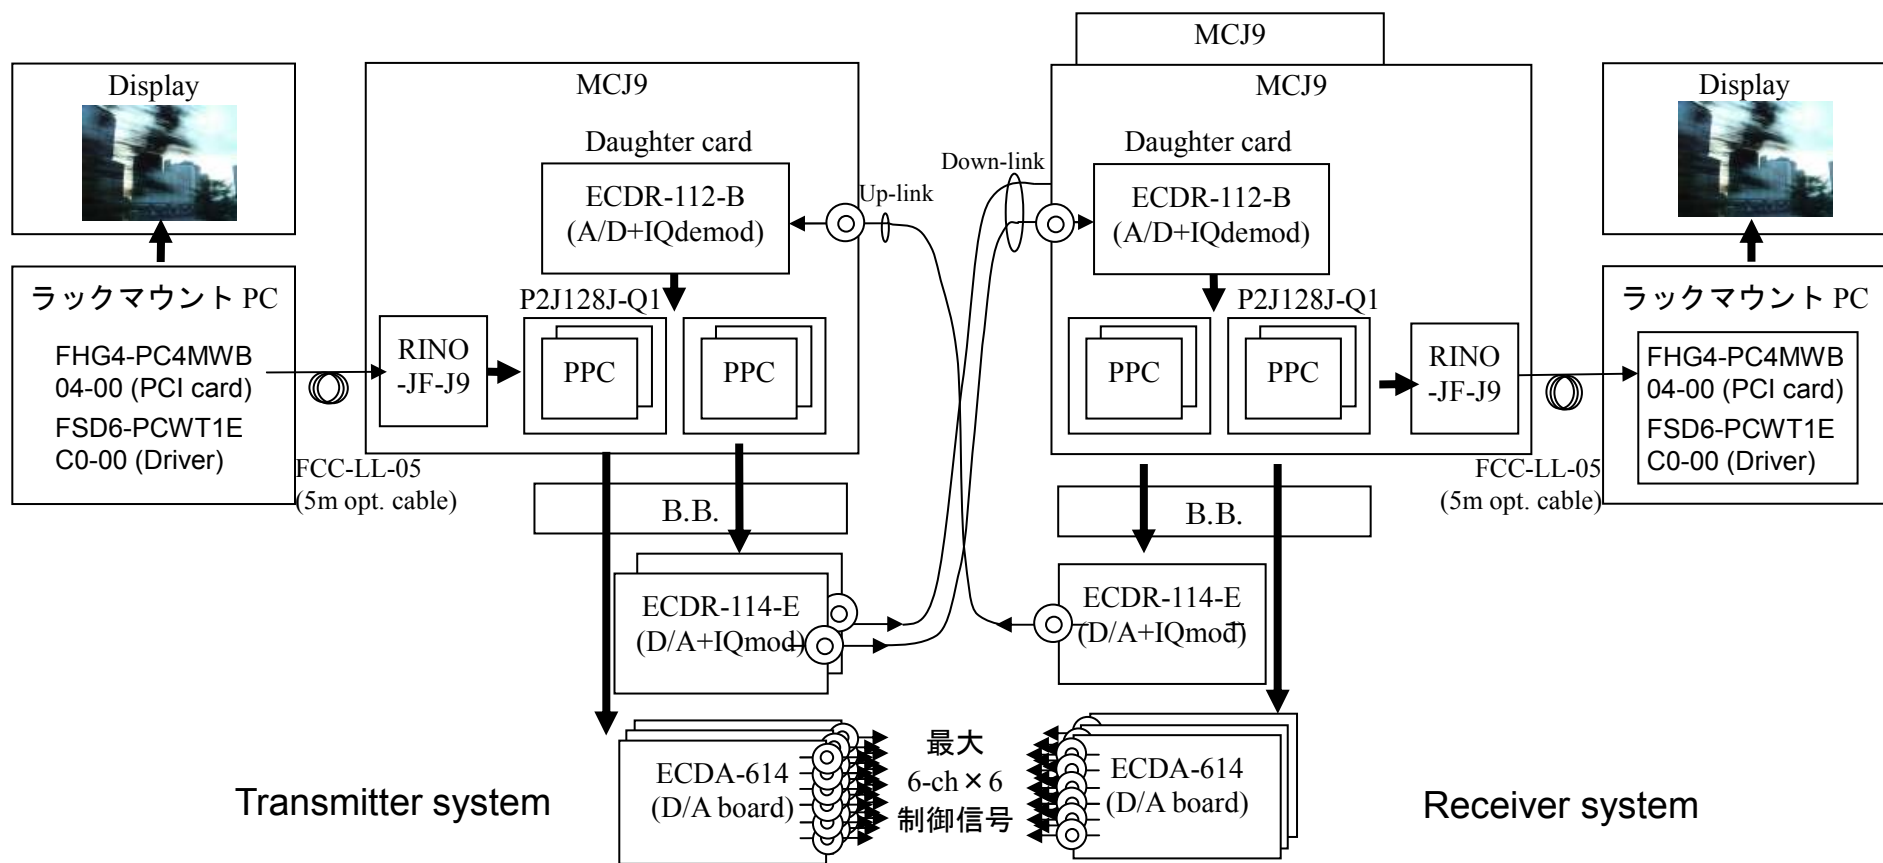 Display
ラックマウント PC
FHG4-PC4MWB
04-00 (PCI card)
FSD6-PCWT1E
C0-00 (Driver)
FCC-LL-05
(5m opt. cable)
MCJ9
Daughter card
ECDR-112-B
(A/D+IQdemod)
P2J128J-Q1
RINO
-JF-J9
PPC
PPC
B.B.
ECDR-114-E
(D/A+IQmod)
ECDA-614
(D/A board)
Transmitter system
Up-link
Down-link
最大
6-ch×6
制御信号
MCJ9
MCJ9
Daughter card
ECDR-112-B
(A/D+IQdemod)
P2J128J-Q1
PPC
PPC
RINO
-JF-J9
B.B.
ECDR-114-E
(D/A+IQmod)
ECDA-614
(D/A board)
Receiver system
FCC-LL-05
(5m opt. cable)
Display
ラックマウント PC
FHG4-PC4MWB
04-00 (PCI card)
FSD6-PCWT1E
C0-00 (Driver)